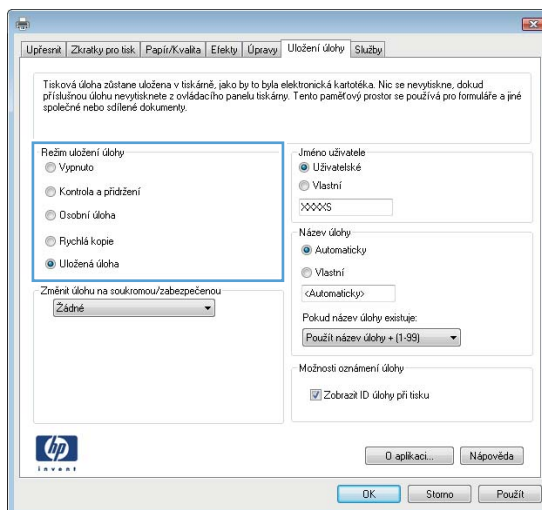 Upřesnit Zkratky pro tisk Papír/Kvalita Efekty Úpravy Uložení úlohy Služby
Tisková úloha zůstane uložena v tiskárně, jako by to byla elektronická kartotéka. Nic se nevytiskne, dokud
příslušnou úlohu nevytisknete z ovládacího panelu tiskárny. Tento paměťový prostor se používá pro formuláře a jiné
společné nebo sdílené dokumenty.
Režim uložení úlohy
Vypnuto
Kontrola a přidržení
Osobní úloha
Rychlá kopie
Uložená úloha
Změnit úlohu na soukromou/zabezpečenou
Žádné
Jméno uživatele
Uživatelské
Vlastní
XXXXS
Název úlohy
Automaticky
Vlastní
<Automaticky>
Pokud název úlohy existuje:
Použít název úlohy + (1-99)
Možnosti oznámení úlohy
Zobrazit ID úlohy při tisku
hp
invent
O aplikaci... Nápověda
OK Storno Použít